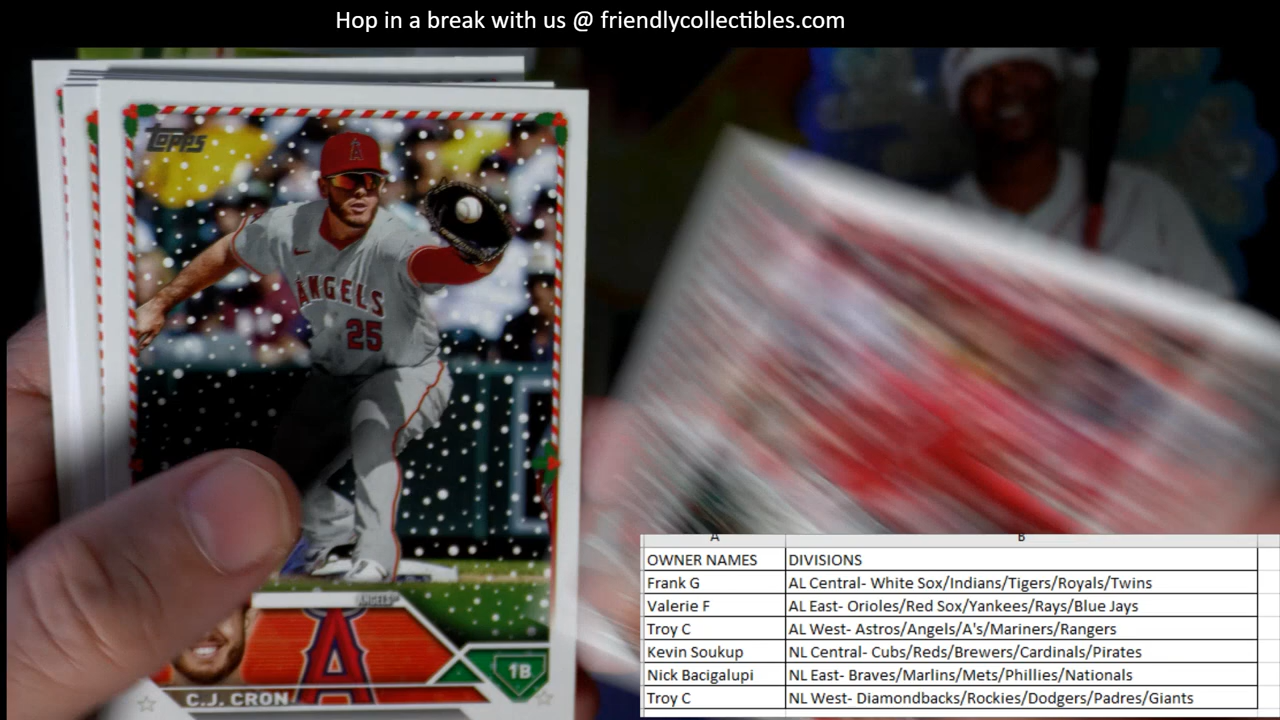 Hop in a break with us @ friendlycollectibles.com
TOPPS
ANGELS
25
ANGELS
A
1B
C.J. CRON
A B
OWNER NAMES DIVISIONS
Frank G AL Central- White Sox/Indians/Tigers/Royals/Twins
Valerie F AL East- Orioles/Red Sox/Yankees/Rays/Blue Jays
Troy C AL West- Astros/Angels/A's/Mariners/Rangers
Kevin Soukup NL Central- Cubs/Reds/Brewers/Cardinals/Pirates
Nick Bacigalupi NL East- Braves/Marlins/Mets/Phillies/Nationals
Troy C NL West- Diamondbacks/Rockies/Dodgers/Padres/Giants